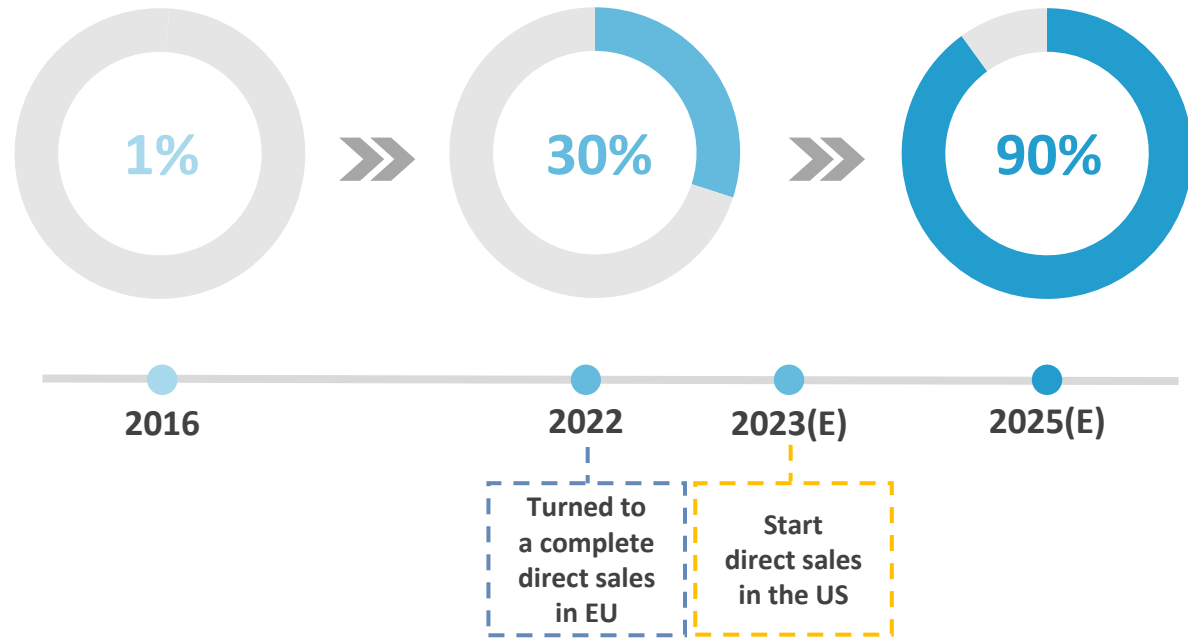 1%
30%
90%
2016
2022
2023(E)
2025(E)
Turned to
a complete
direct sales
in EU
Start
direct sales
in the US